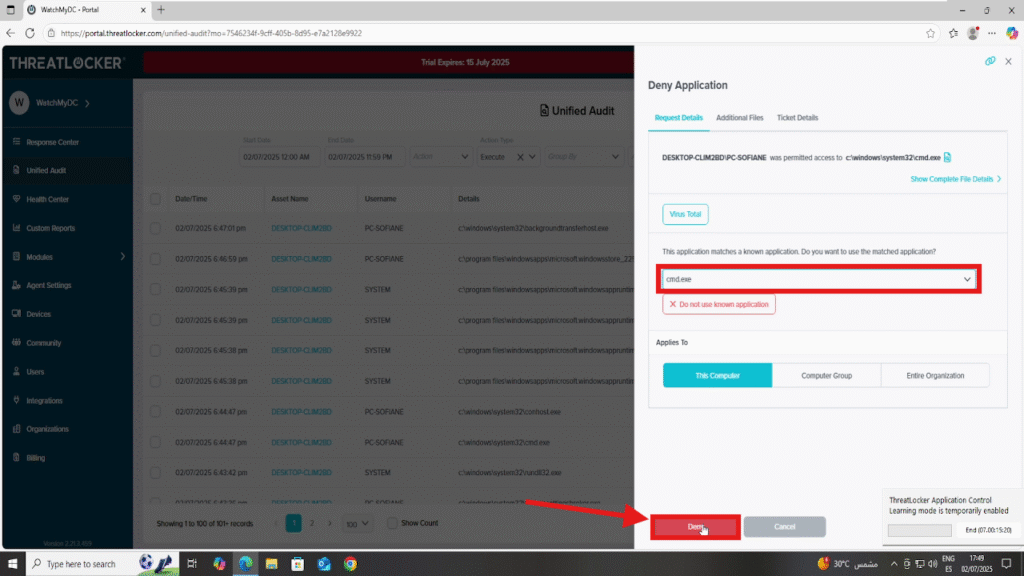 WatchMyDC - Portal
https://portal.threatlocker.com/unified-audit?mo=7546234f-9cff-405b-8d95-e7a2128e9922
THREATLOCKER
Trial Expires: 15 July 2025
W WatchMyDC
Response Center
Unified Audit
Health Center
Custom Reports
Modules
Agent Settings
Devices
Community
Users
Integrations
Organizations
Billing
Unified Audit
Start Date
End Date
Action Type
02/07/2025 12:00 AM
02/07/2025 11:59 PM
Action
Execute
Group By
Date/Time Asset Name Username Details
02/07/2025 6:47:01 pm DESKTOP-CLIM2BD PC-SOFIANE c:\windows\system32\backgroundtransferhost.exe
02/07/2025 6:46:59 pm DESKTOP-CLIM2BD PC-SOFIANE c:\program files\windowsapps\microsoft.windowsstore_22
02/07/2025 6:45:39 pm DESKTOP-CLIM2BD SYSTEM c:\program files\windowsapps\microsoft.windowsappruntim
02/07/2025 6:45:39 pm DESKTOP-CLIM2BD SYSTEM c:\program files\windowsapps\microsoft.windowsappruntim
02/07/2025 6:45:38 pm DESKTOP-CLIM2BD SYSTEM c:\program files\windowsapps\microsoft.windowsappruntim
02/07/2025 6:45:38 pm DESKTOP-CLIM2BD SYSTEM c:\program files\windowsapps\microsoft.windowsappruntim
02/07/2025 6:44:47 pm DESKTOP-CLIM2BD PC-SOFIANE c:\windows\system32\conhost.exe
02/07/2025 6:44:47 pm DESKTOP-CLIM2BD PC-SOFIANE c:\windows\system32\cmd.exe
02/07/2025 6:43:42 pm DESKTOP-CLIM2BD SYSTEM c:\windows\system32\rundll32.exe
Showing 1 to 100 of 101+ records
1 2
100
Show Count
Deny Application
Request Details Additional Files Ticket Details
DESKTOP-CLIM2BD\PC-SOFIANE was permitted access to c:\windows\system32\cmd.exe
Show Complete File Details
Virus Total
This application matches a known application. Do you want to use the matched application?
cmd.exe
Do not use known application
Applies To
This Computer Computer Group Entire Organization
Deny Cancel
ThreatLocker Application Control
Learning mode is temporarily enabled
End (07.00:15:20)
Type here to search
30°C مشمس
ENG
ES
17:49
02/07/2025